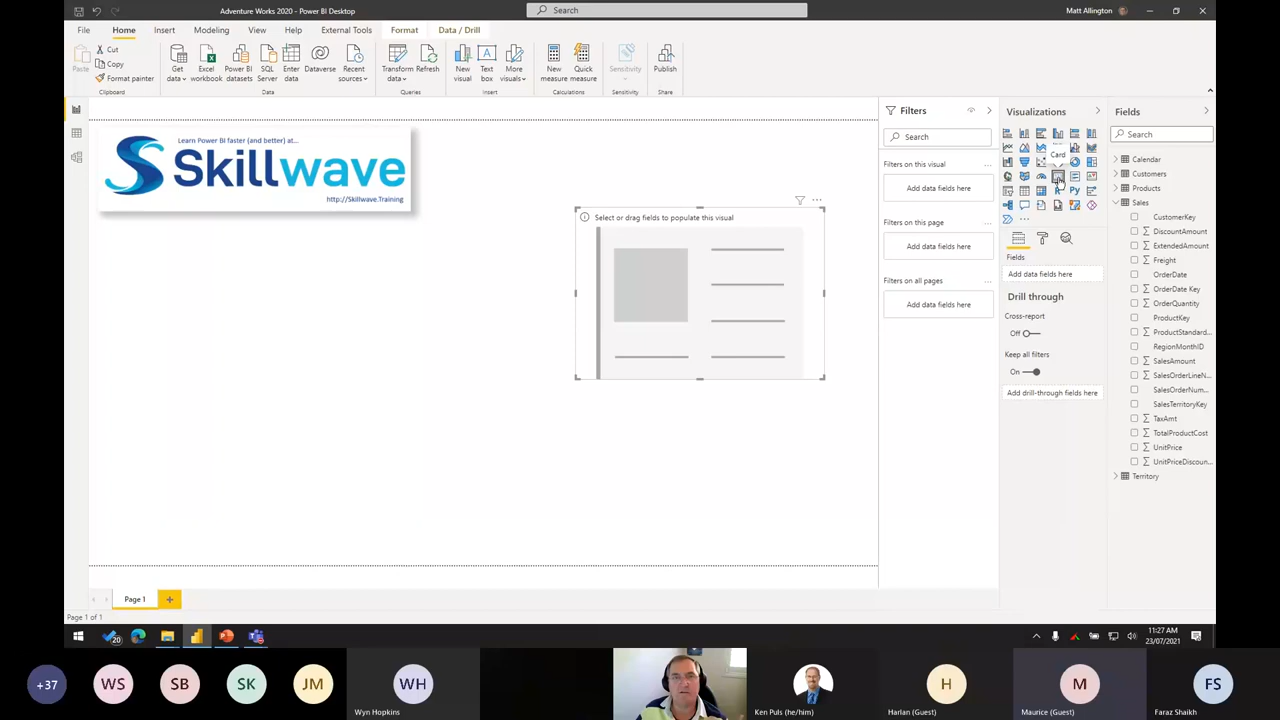 Adventure Works 2020 - Power BI Desktop
Search
Matt Allington
File
Home
Insert
Modeling
View
Help
External Tools
Format
Data / Drill
Paste
Cut
Copy
Format painter
Get data
Excel workbook
Power BI datasets
SQL Server
Enter data
Dataverse
Recent sources
Transform data
Refresh
New visual
Text box
More visuals
New measure
Quick measure
Sensitivity
Publish
Clipboard
Data
Queries
Insert
Calculations
Sensitivity
Share
Learn Power BI faster (and better) at...
Skillwave
http://Skillwave.Training
Select or drag fields to populate this visual
Filters
Search
Filters on this visual
...
Add data fields here
Filters on this page
...
Add data fields here
Filters on all pages
...
Add data fields here
Visualizations
Card
R
Py
...
Fields
Add data fields here
Drill through
Cross-report
Off
Keep all filters
On
Add drill-through fields here
Fields
Search
Calendar
Customers
Products
Sales
CustomerKey
DiscountAmount
ExtendedAmount
Freight
OrderDate
OrderDate Key
OrderQuantity
ProductKey
ProductStandard...
RegionMonthID
SalesAmount
SalesOrderLineN...
SalesOrderNum...
SalesTerritoryKey
TaxAmt
TotalProductCost
UnitPrice
UnitPriceDiscoun...
Territory
Page 1
Page 1 of 1
20
11:27 AM
23/07/2021
+37
WS
SB
SK
JM
WH
Wyn Hopkins
Ken Puls (he/him)
H
Harlan (Guest)
M
Maurice (Guest)
FS
Faraz Shaikh